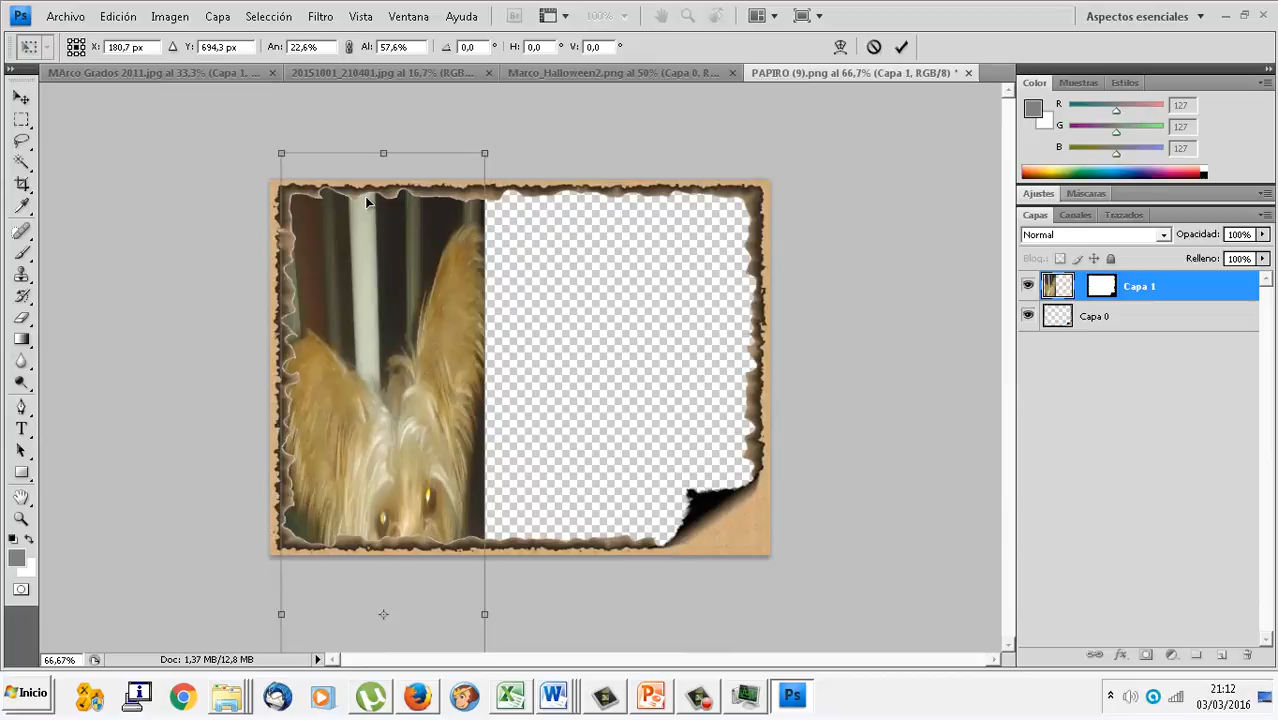 Ps Archivo Edición Imagen Capa Selección Filtro Vista Ventana Ayuda Br 100% Aspectos esenciales
X: 180,7 px Y: 694,3 px An: 22,6% Al: 57,6% 0,0 ° H: 0,0 ° V: 0,0 °
MArco Grados 2011.jpg al 33,3% (Capa 1, ... 20151001_210401.jpg al 16,7% (RGB... Marco_Halloween2.png al 50% (Capa 0, R... PAPIRO (9).png al 66,7% (Capa 1, RGB/8) *
Color Muestras Estilos
R 127
G 127
B 127
Ajustes Máscaras
Capas Canales Trazados
Normal Opacidad: 100%
Bloq.: Relleno: 100%
Capa 1
Capa 0
T
66,67% Doc: 1,37 MB/12,8 MB
Inicio Ps 21:12
03/03/2016